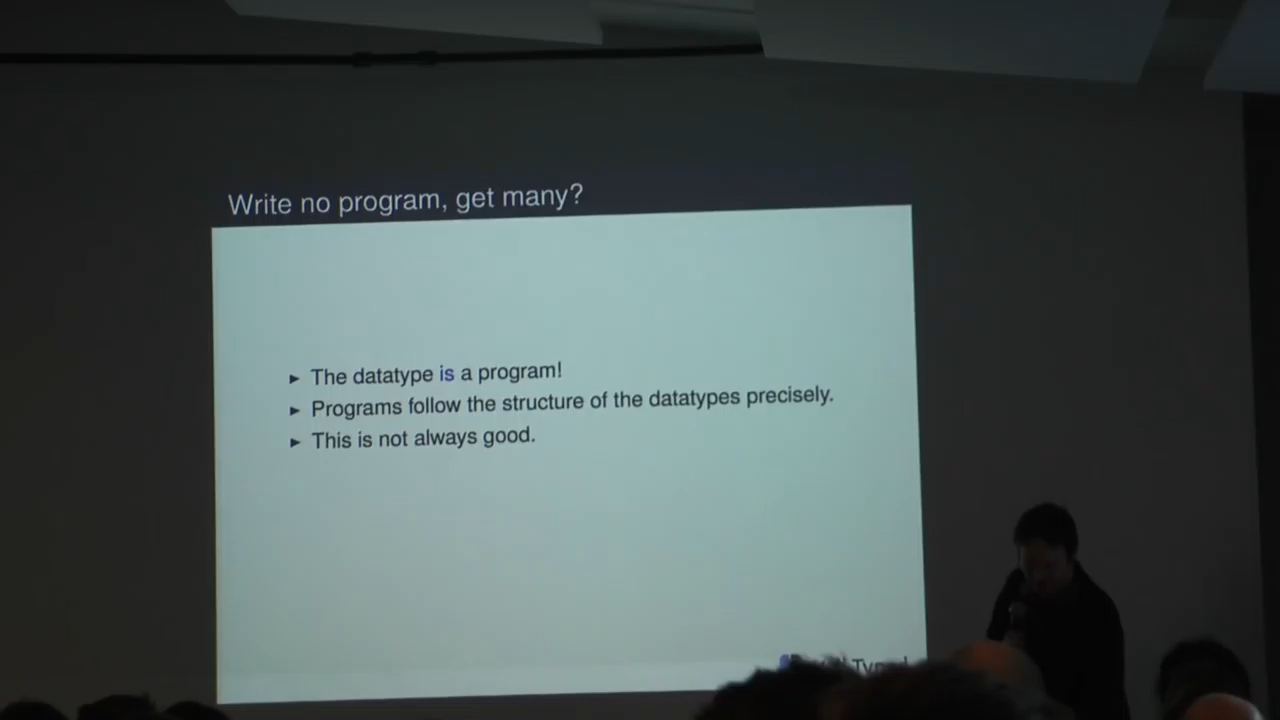 Write no program, get many?
► The datatype is a program!
► Programs follow the structure of the datatypes precisely.
► This is not always good.